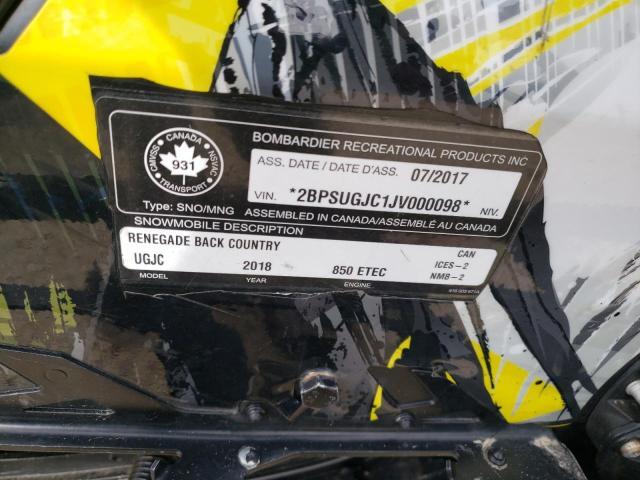 CANADA
SSMVC
931
NSVAC
TRANSPORT
BOMBARDIER RECREATIONAL PRODUCTS INC
ASS. DATE / DATE D'ASS. 07/2017
VIN. *2BPSUGJC1JV000098* NIV.
Type: SNO/MNG ASSEMBLED IN CANADA/ASSEMBLÉ AU CANADA
SNOWMOBILE DESCRIPTION
RENEGADE BACK COUNTRY CAN
UGJC 2018 850 ETEC ICES-2
NMB-2
MODEL YEAR ENGINE